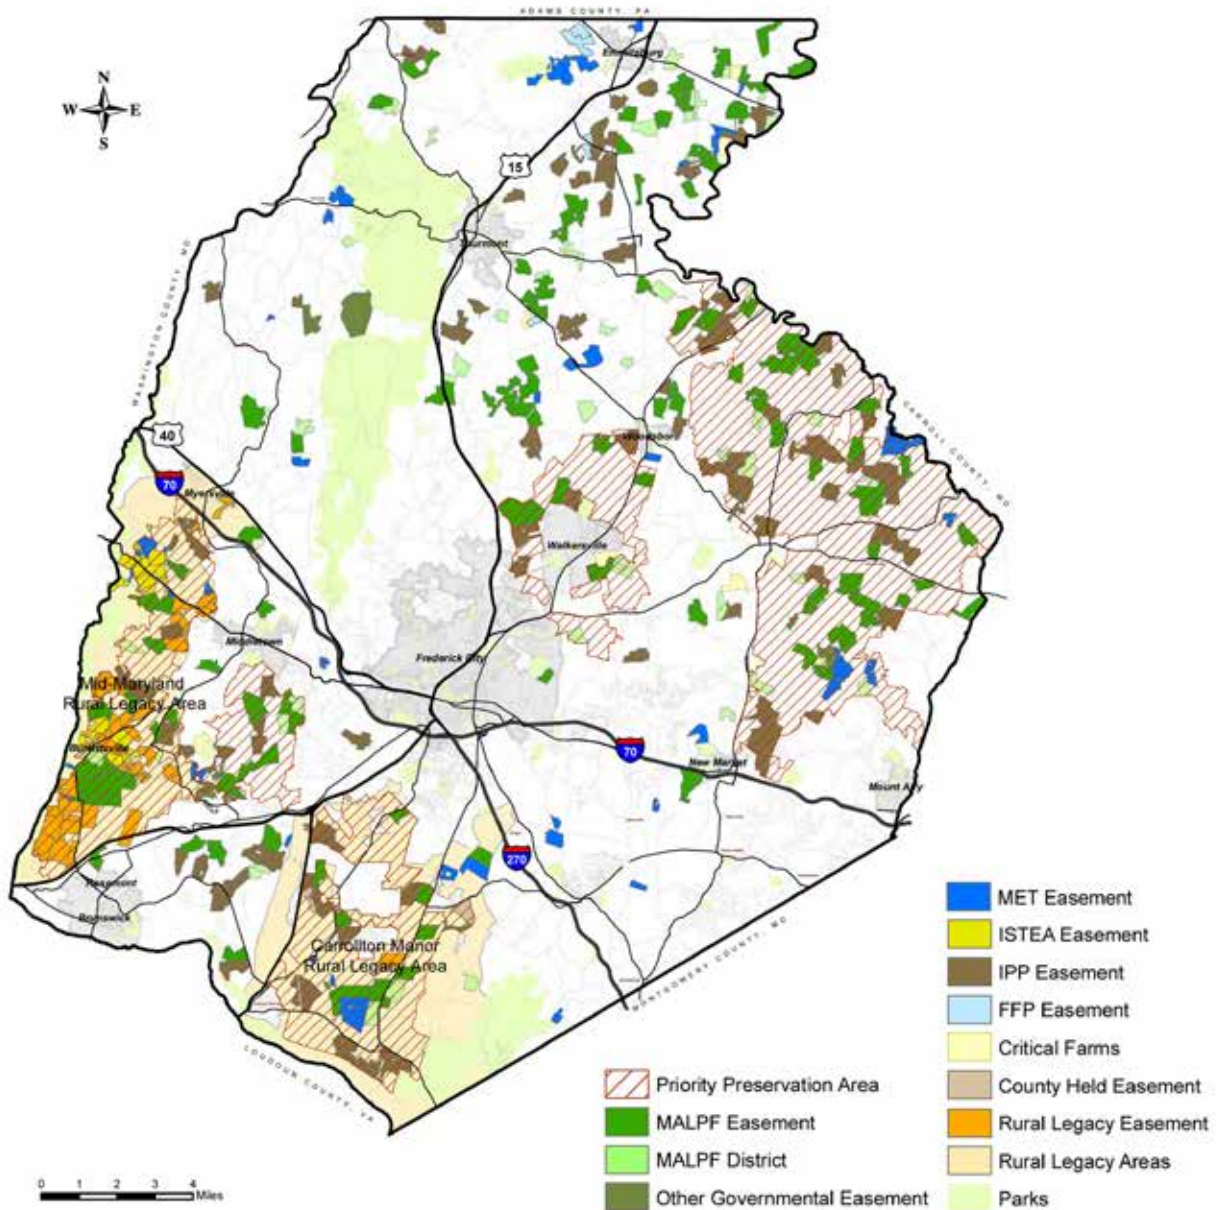 ADAMS COUNTY, PA
Emmitsburg
N
W E
S
15
Thurmont
WASHINGTON COUNTY, MD
40
CARROLL COUNTY, MD
Woodsboro
70
Myersville
Walkersville
Middletown
Frederick City
Mid-Maryland
Rural Legacy Area
Burkittsville
70
New Market
Mount Airy
270
Rosemont
Brunswick
Carrollton Manor
Rural Legacy Area
MONTGOMERY COUNTY, MD
LOUDOUN COUNTY, VA
MET Easement
ISTEA Easement
IPP Easement
FFP Easement
Critical Farms
County Held Easement
Rural Legacy Easement
Rural Legacy Areas
Parks
Priority Preservation Area
MALPF Easement
MALPF District
Other Governmental Easement
0 1 2 3 4
Miles